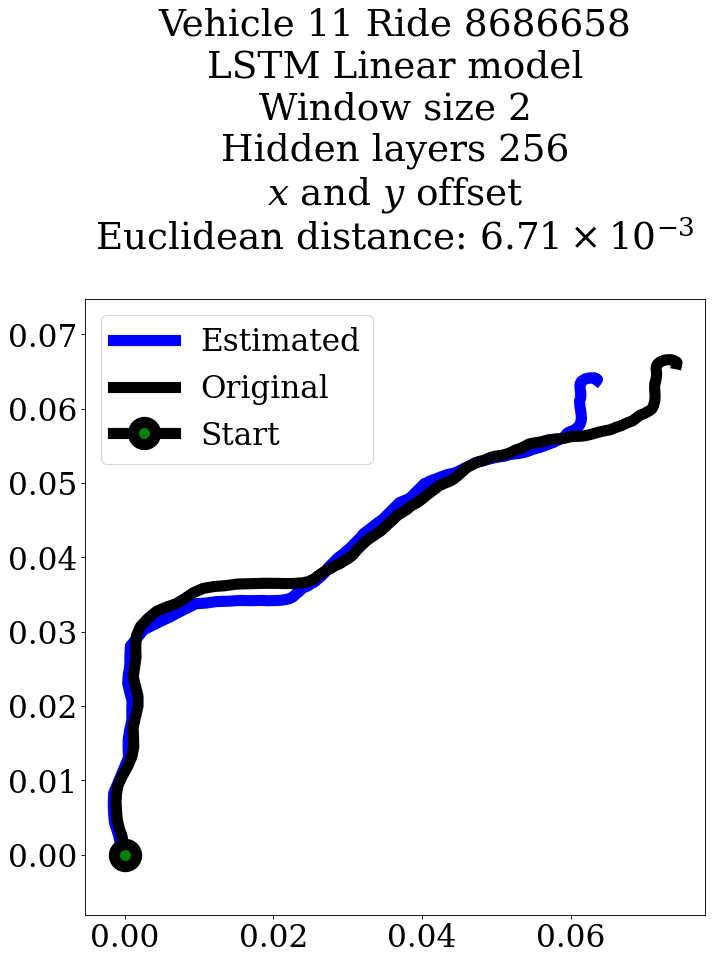 Vehicle 11 Ride 8686658
LSTM Linear model
Window size 2
Hidden layers 256
x and y offset
Euclidean distance: 6.71 × 10⁻³
Estimated
Original
Start
0.07
0.06
0.05
0.04
0.03
0.02
0.01
0.00
0.00 0.02 0.04 0.06